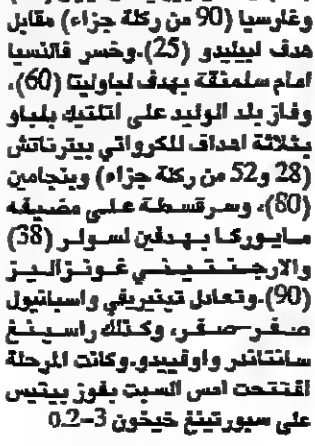 وغارسيا (90 من ركلة جزاء) مقابل
هدف لبيليدو (25). وخسر فالنسيا
امام سلمنقة بهدف لباوليتا (60).
وفاز بلد الوليد على اتلتيك بلباو
بثلاثة اهداف للكرواتي بيترناتش
(28 و52 من ركلة جزاء) وبنجامين
(80)، وسرقسطة على مضيفه
مايوركا بهدفين لسولر (38)
والارجنتيني غونزاليز
(90). وتعادل تينيريفي واسبانيول
صفر-صفر، وكذلك راسينغ
سانتاندر واوفييدو. وكانت المرحلة
افتتحت امس السبت بفوز بيتيس
على سبورتينغ خيخون 3-0.2